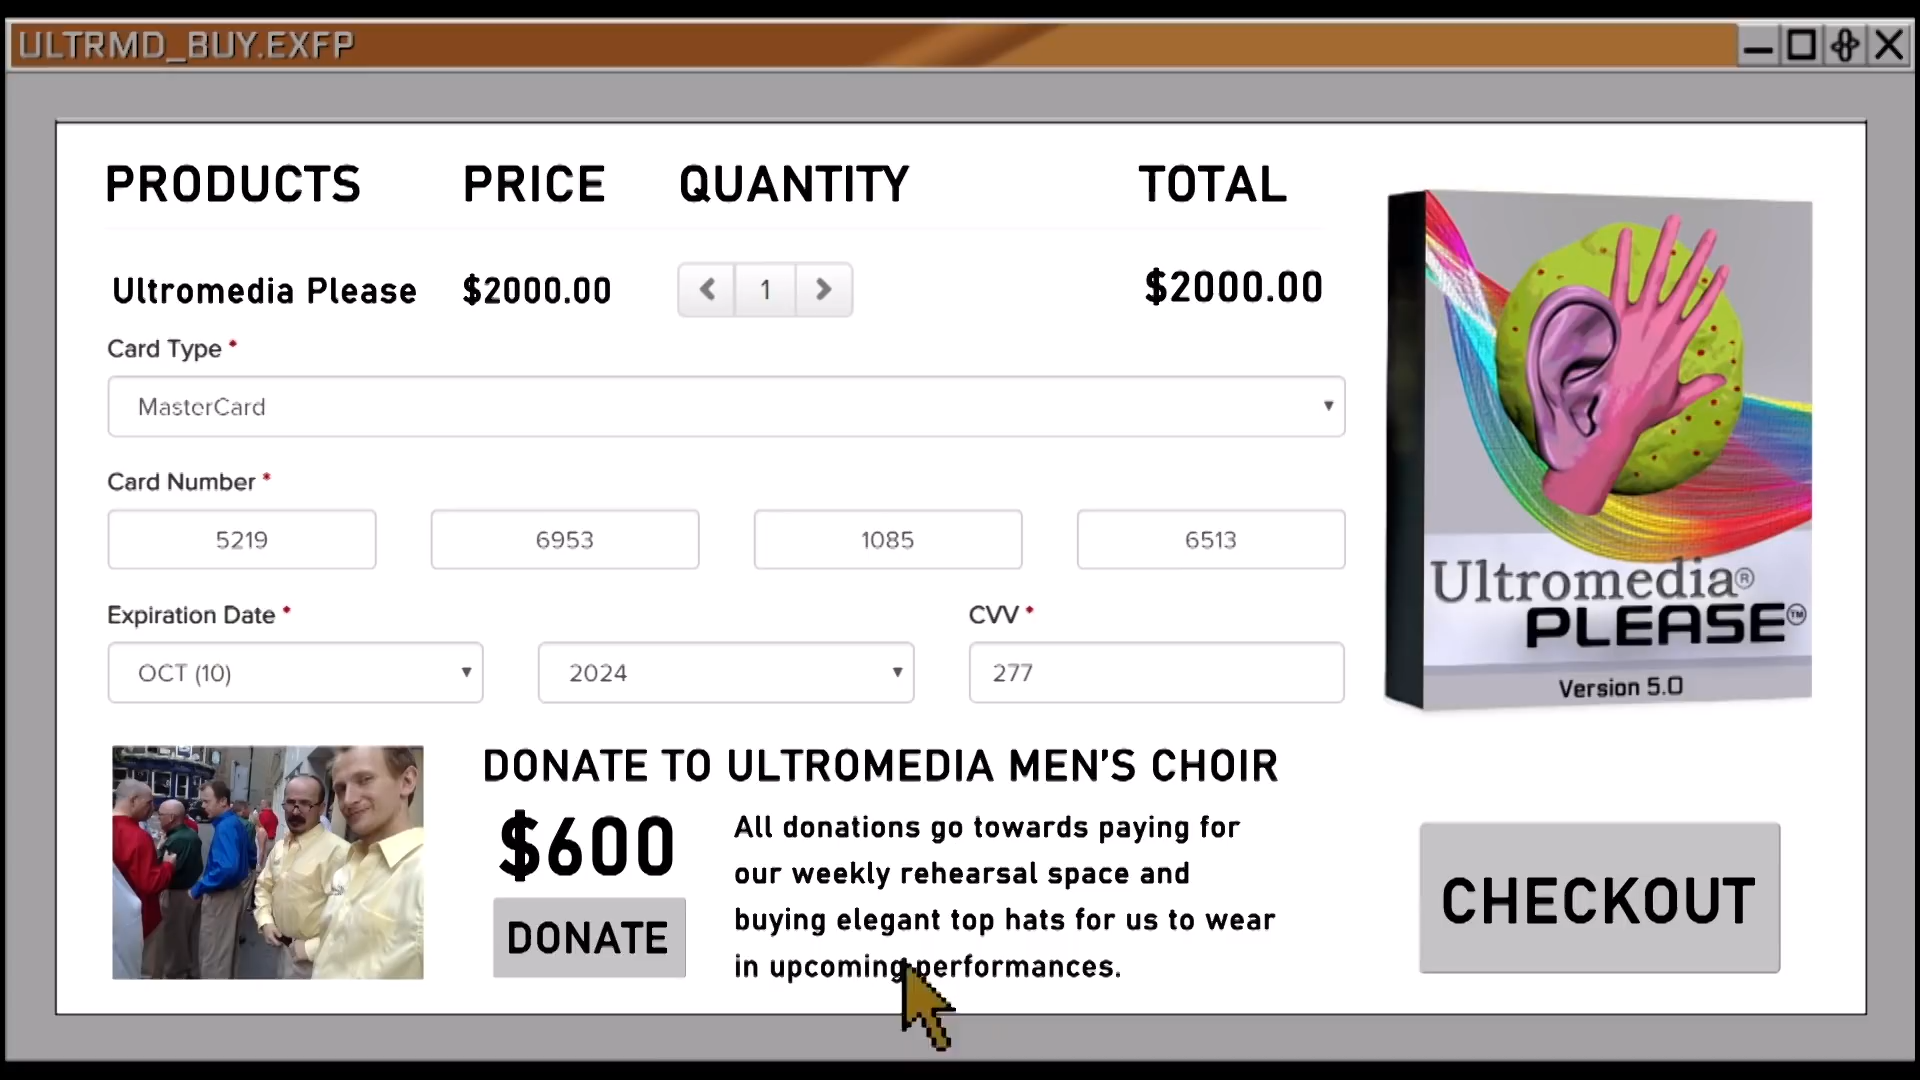 ULTRMD_BUY.EXFP
PRODUCTS PRICE QUANTITY TOTAL
Ultromedia Please $2000.00 1 $2000.00
Card Type *
MasterCard
Card Number *
5219 6953 1085 6513
Expiration Date * CVV *
OCT (10) 2024 277
Ultromedia®
PLEASE™
Version 5.0
DONATE TO ULTROMEDIA MEN'S CHOIR
$600
DONATE
All donations go towards paying for
our weekly rehearsal space and
buying elegant top hats for us to wear
in upcoming performances.
CHECKOUT